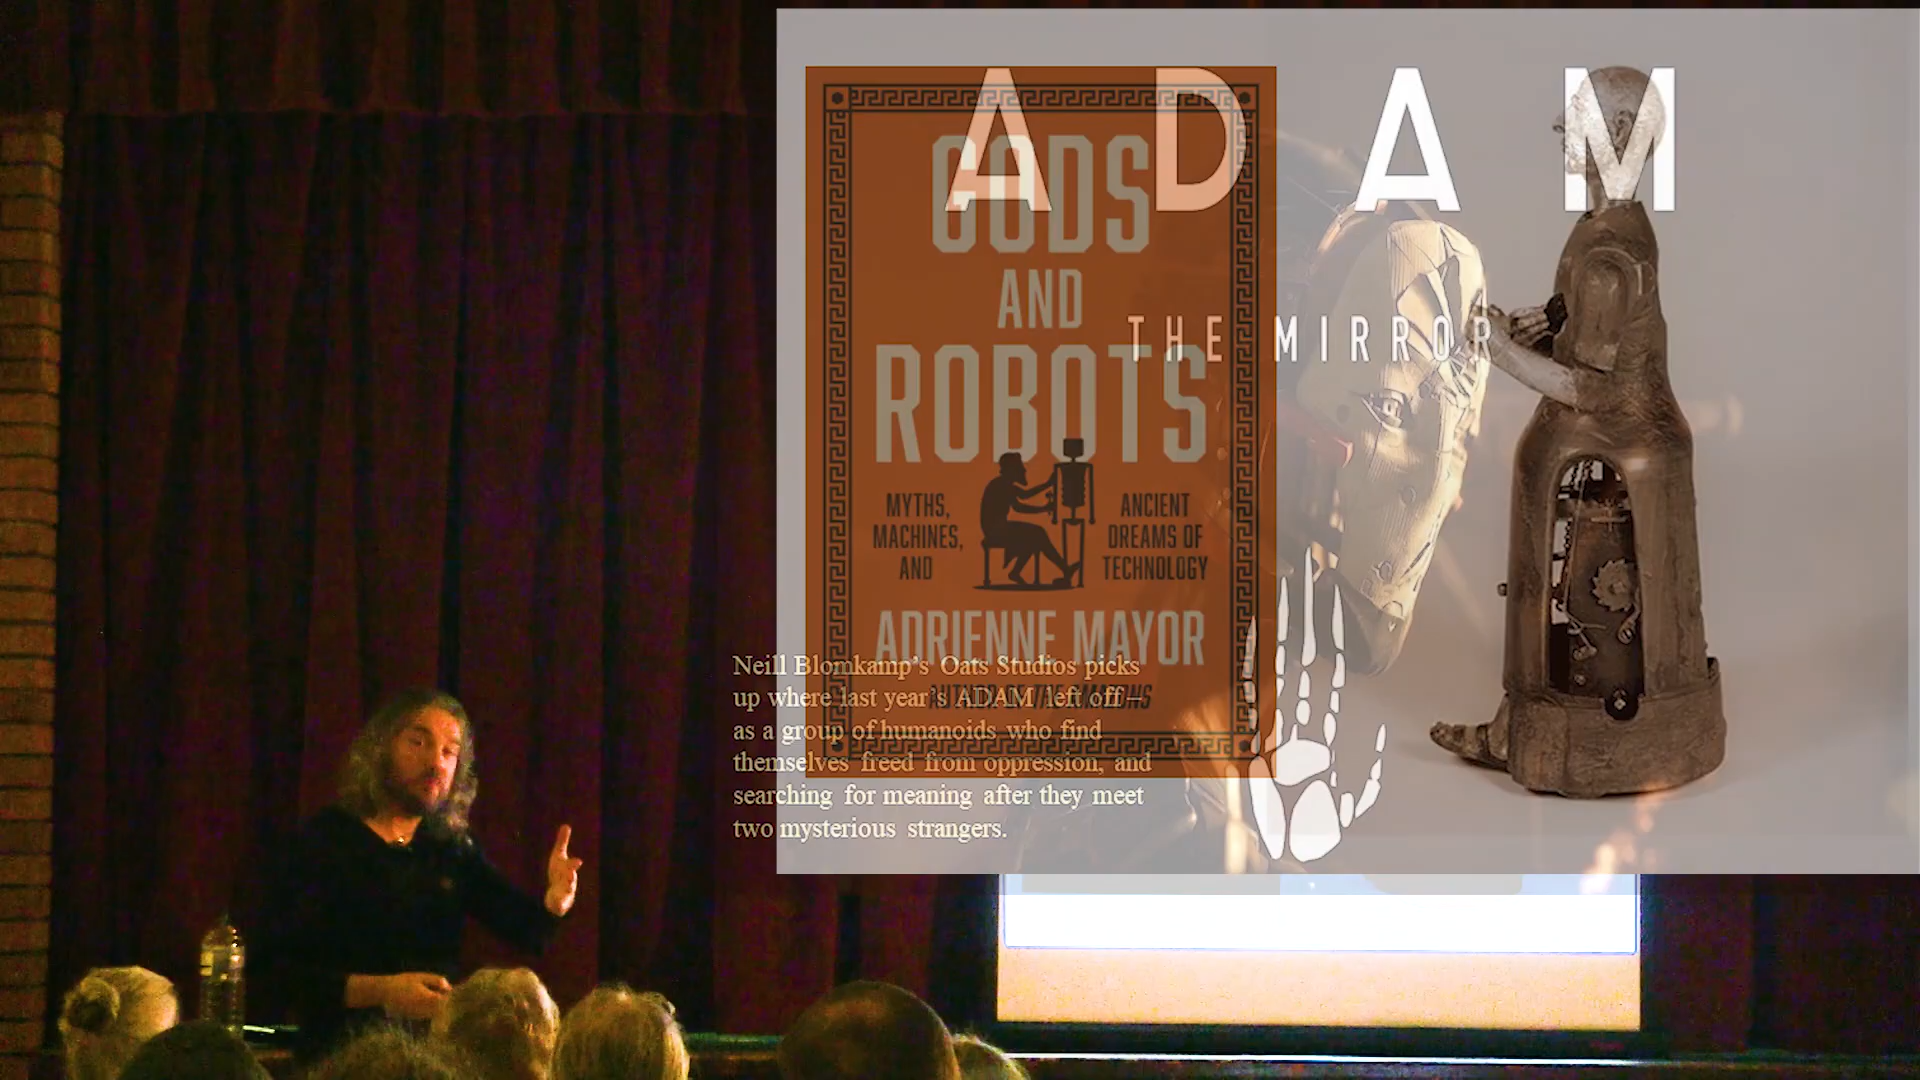 ADAM
THE MIRROR
GODS
AND
ROBOTS
MYTHS,
MACHINES,
AND
ANCIENT
DREAMS OF
TECHNOLOGY
ADRIENNE MAYOR
Neill Blomkamp's Oats Studios picks
up where last year's ADAM left off –
as a group of humanoids who find
themselves freed from oppression, and
searching for meaning after they meet
two mysterious strangers.